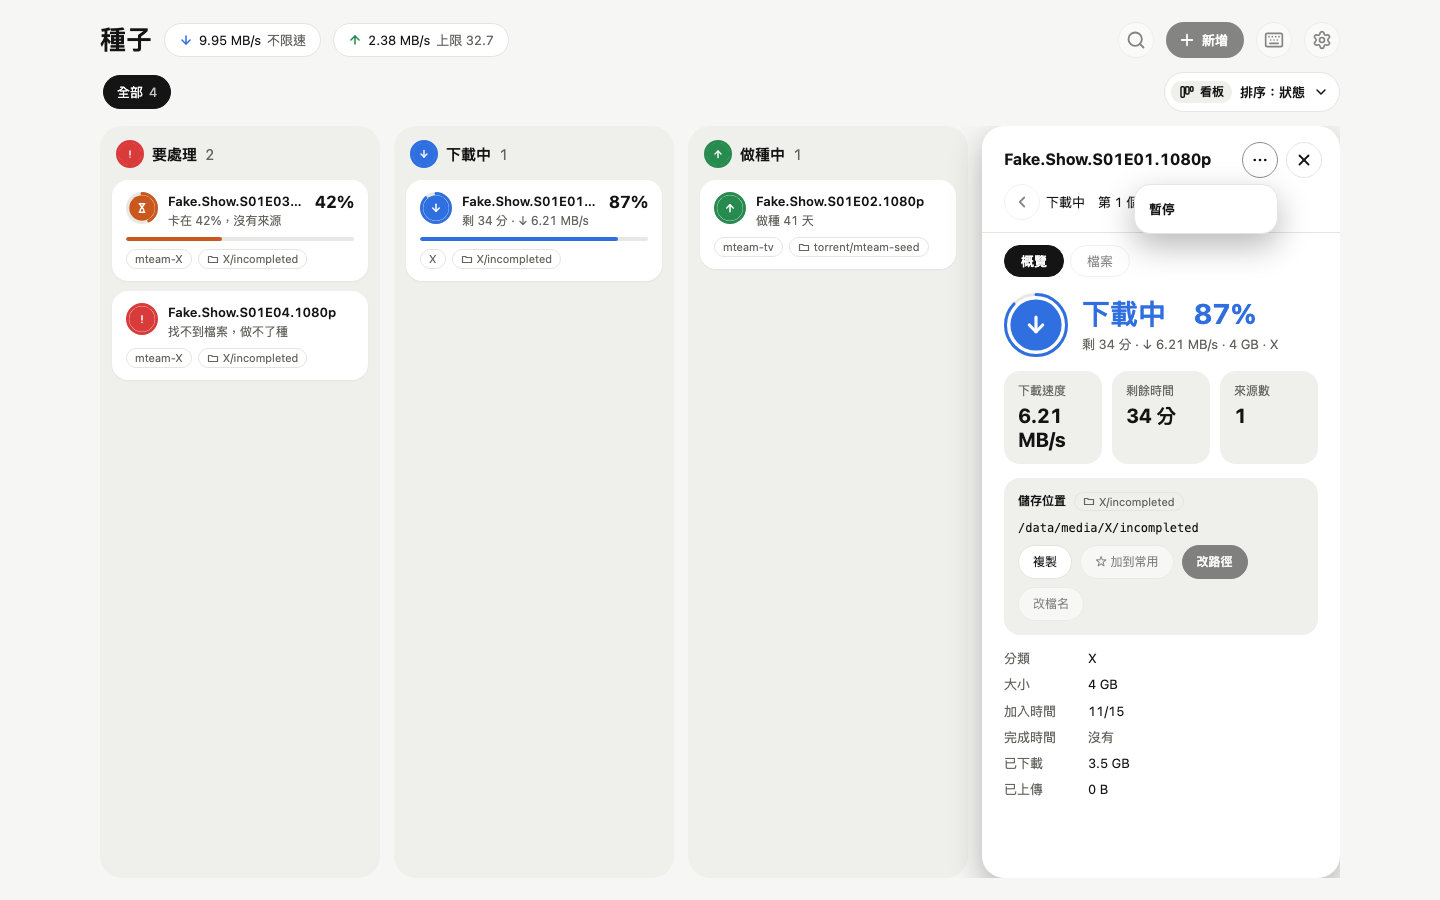 種子
9.95 MB/s 不限速
2.38 MB/s 上限 32.7
新增
全部 4
看板 排序：狀態
要處理 2
Fake.Show.S01E03... 42%
卡在 42%，沒有來源
mteam-X X/incompleted
Fake.Show.S01E04.1080p
找不到檔案，做不了種
mteam-X X/incompleted
下載中 1
Fake.Show.S01E01... 87%
剩 34 分 · ↓ 6.21 MB/s
X X/incompleted
做種中 1
Fake.Show.S01E02.1080p
做種 41 天
mteam-tv torrent/mteam-seed
Fake.Show.S01E01.1080p
下載中 第 1
暫停
概覽 檔案
下載中 87%
剩 34 分 · ↓ 6.21 MB/s · 4 GB · X
下載速度
6.21
MB/s
剩餘時間
34 分
來源數
1
儲存位置 X/incompleted
/data/media/X/incompleted
複製 加到常用 改路徑
改檔名
分類 X
大小 4 GB
加入時間 11/15
完成時間 沒有
已下載 3.5 GB
已上傳 0 B